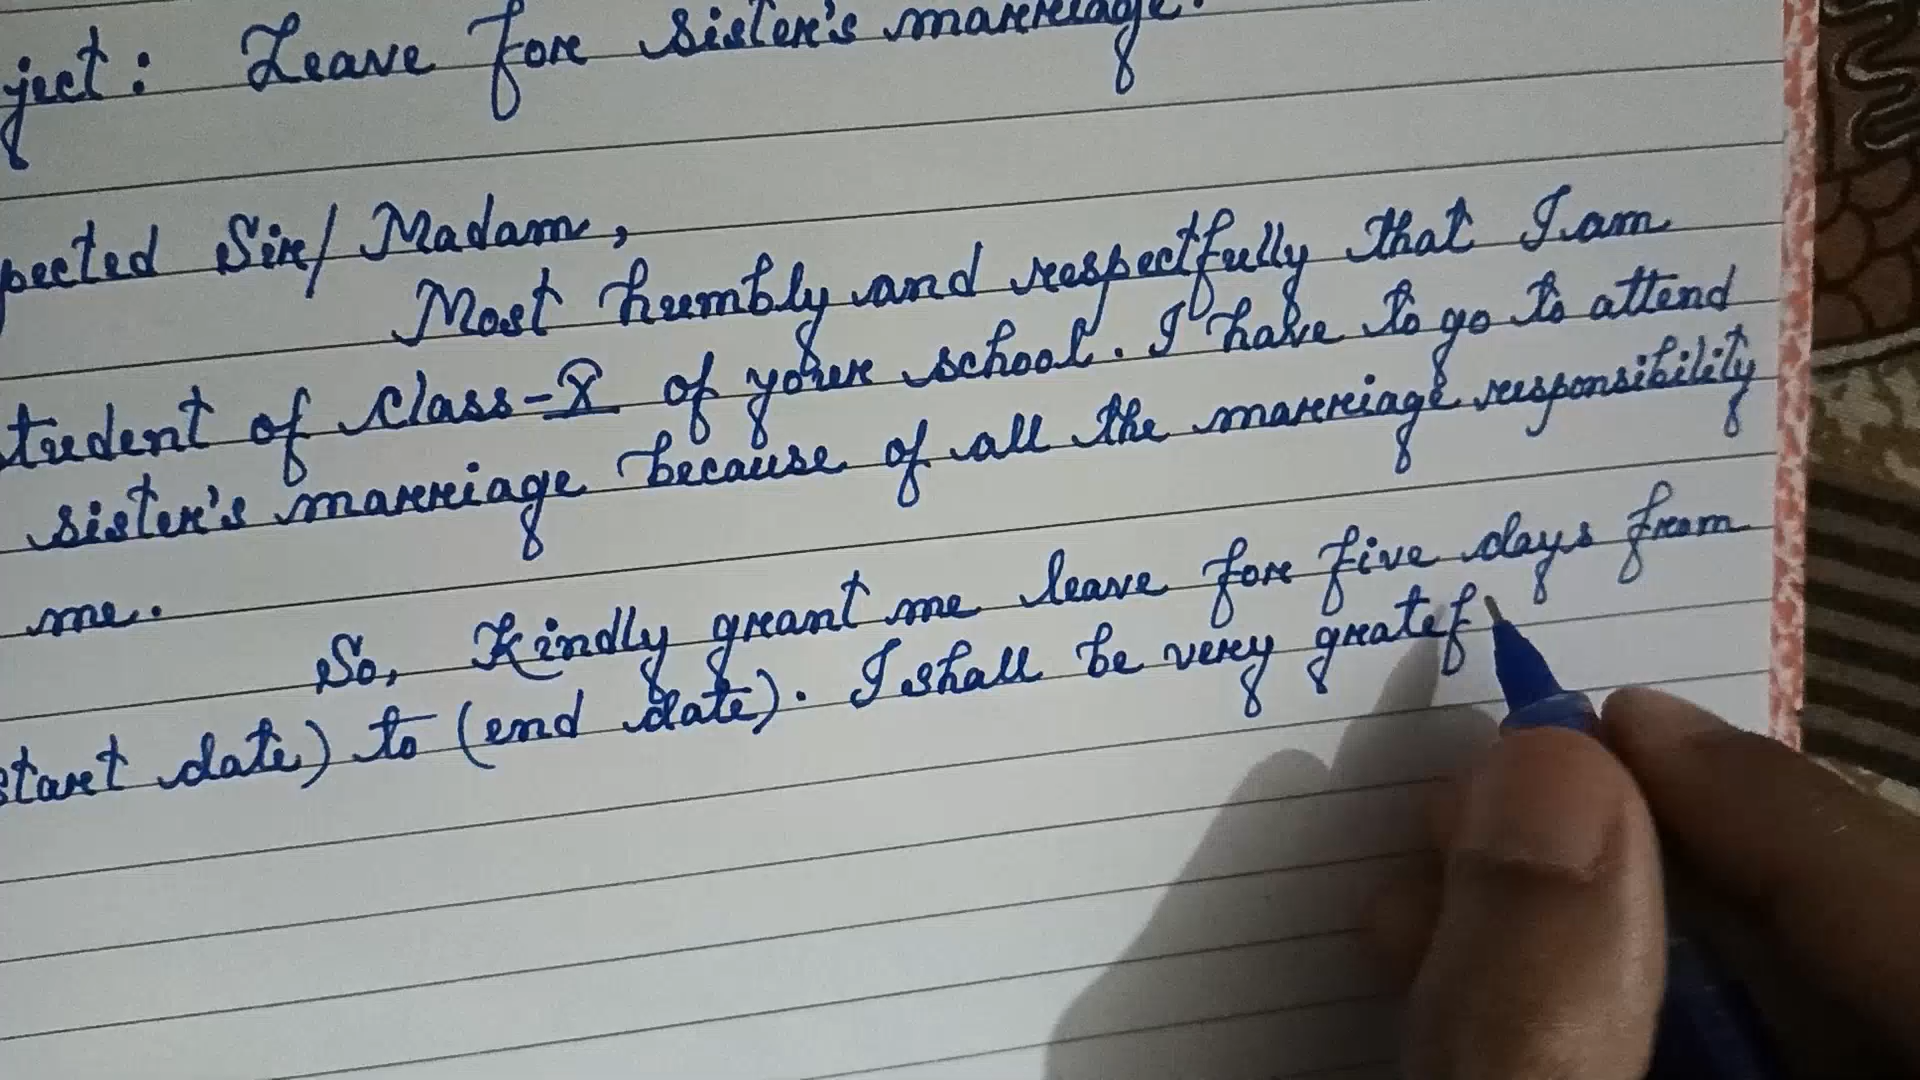 ject: Leave for sister's marriage.
pected Sir/ Madam,
Most humbly and respectfully that I am
tudent of class-X of your school. I have to go to attend
sister's marriage because of all the marriage responsibility
me.
So, Kindly grant me leave for five days from
start date) to (end date). I shall be very gratef